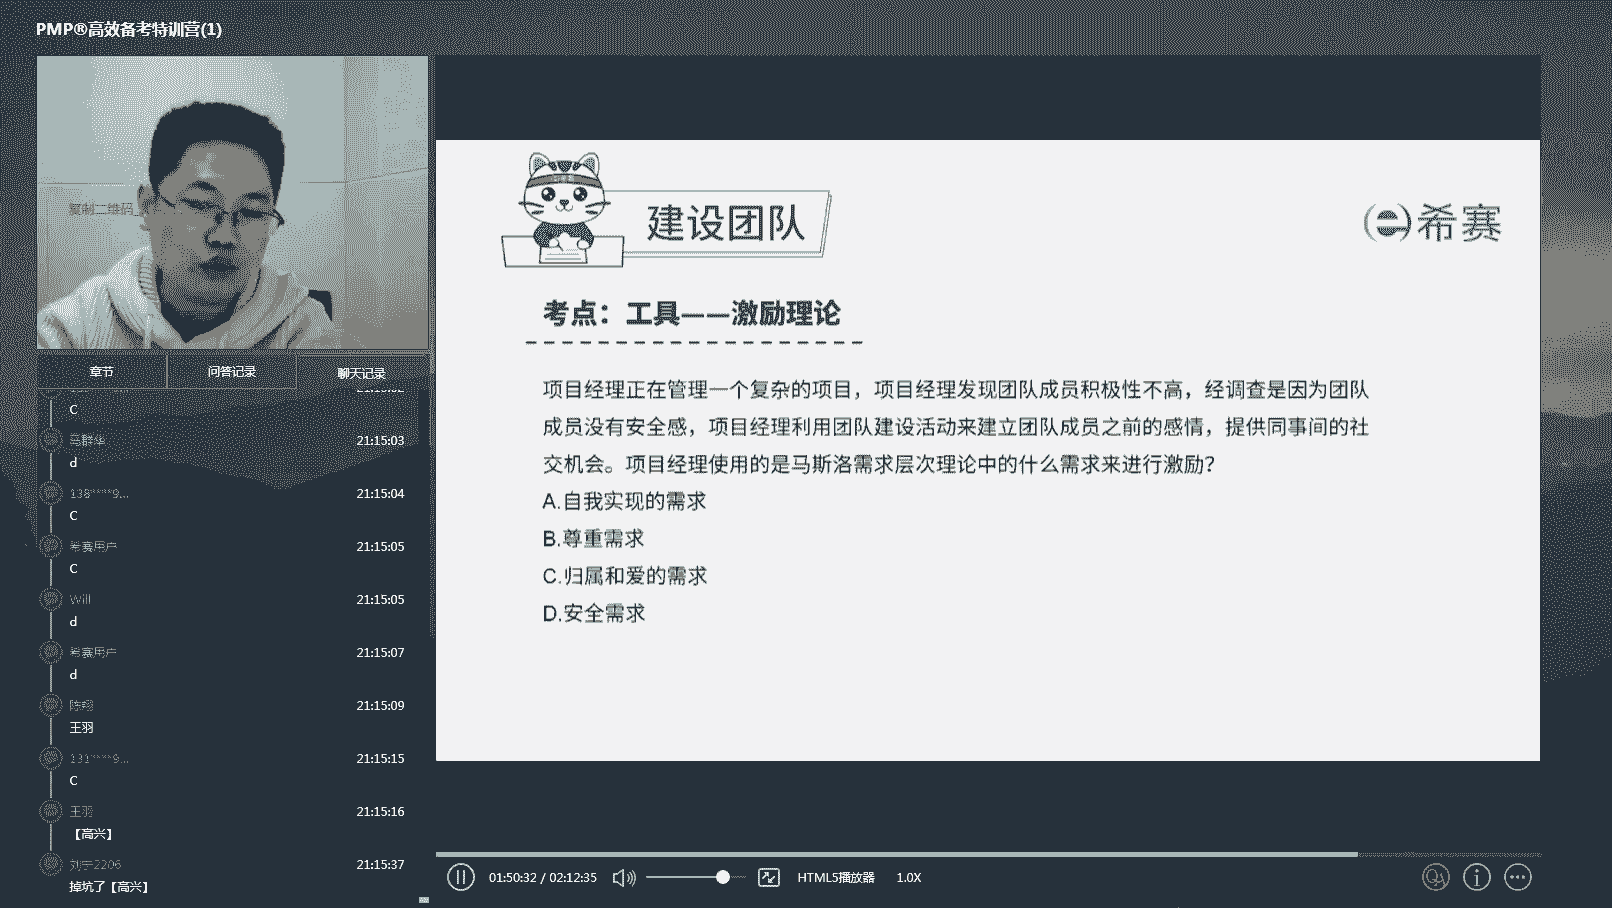 PMP®高效备考特训营(1)
复制二维码
章节
问答记录
聊天记录
C
马群华
21:15:03
d
138****9...
21:15:04
C
希赛用户
21:15:05
C
Will
21:15:05
d
希赛用户
21:15:07
d
陈翔
21:15:09
王羽
131****9...
21:15:15
C
王羽
21:15:16
【高兴】
刘宇2206
21:15:37
掉坑了【高兴】
建设团队
希赛
考点：工具——激励理论
项目经理正在管理一个复杂的项目，项目经理发现团队成员积极性不高，经调查是因为团队
成员没有安全感，项目经理利用团队建设活动来建立团队成员之前的感情，提供同事间的社
交机会。项目经理使用的是马斯洛需求层次理论中的什么需求来进行激励？
A.自我实现的需求
B.尊重需求
C.归属和爱的需求
D.安全需求
01:50:32 / 02:12:35
HTML5播放器
1.0X